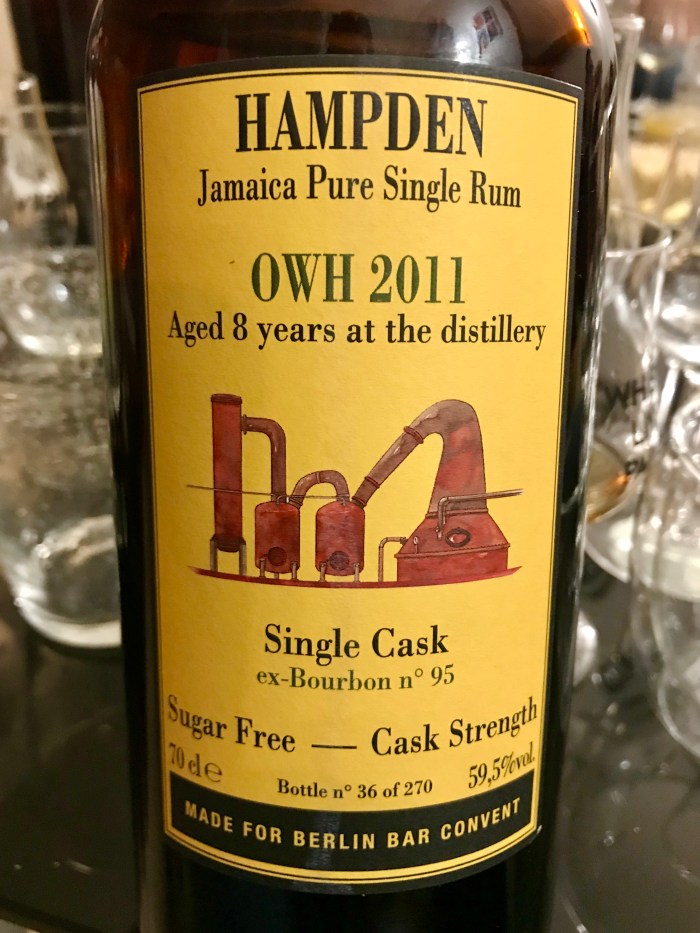 HAMPDEN
Jamaica Pure Single Rum
OWH 2011
Aged 8 years at the distillery
Single Cask
ex-Bourbon n° 95
Sugar Free — Cask Strength
70 cl e Bottle n° 36 of 270 59,5%vol.
MADE FOR BERLIN BAR CONVENT